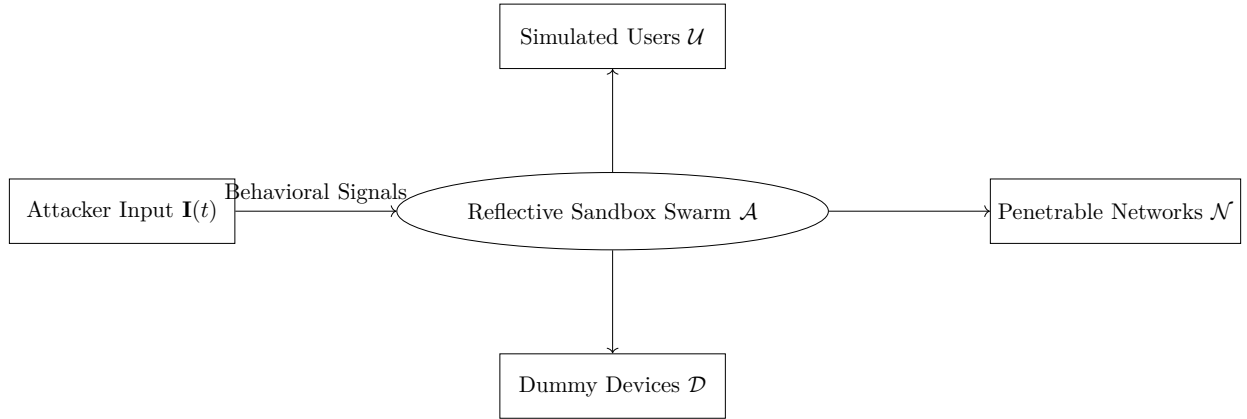 Simulated Users 𝒰
Behavioral Signals
Attacker Input 𝐈(t)
Reflective Sandbox Swarm 𝒜
Penetrable Networks 𝒩
Dummy Devices 𝒟